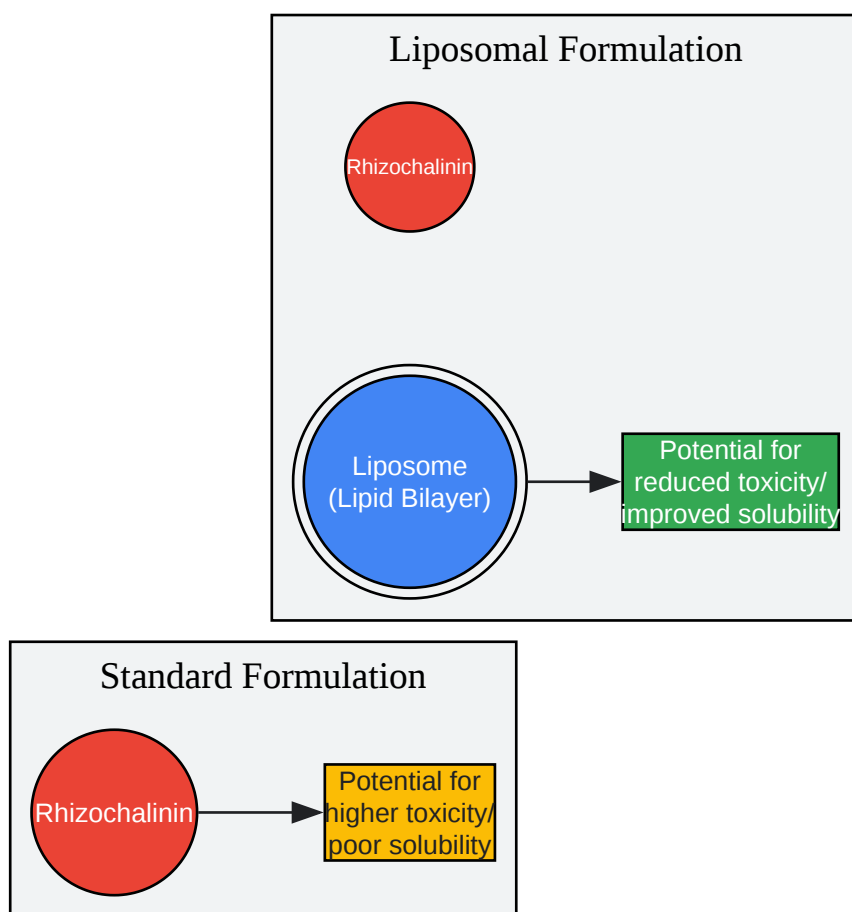 Liposomal Formulation
Rhizochalinin
Liposome
(Lipid Bilayer)
Potential for
reduced toxicity/
improved solubility
Standard Formulation
Rhizochalinin
Potential for
higher toxicity/
poor solubility